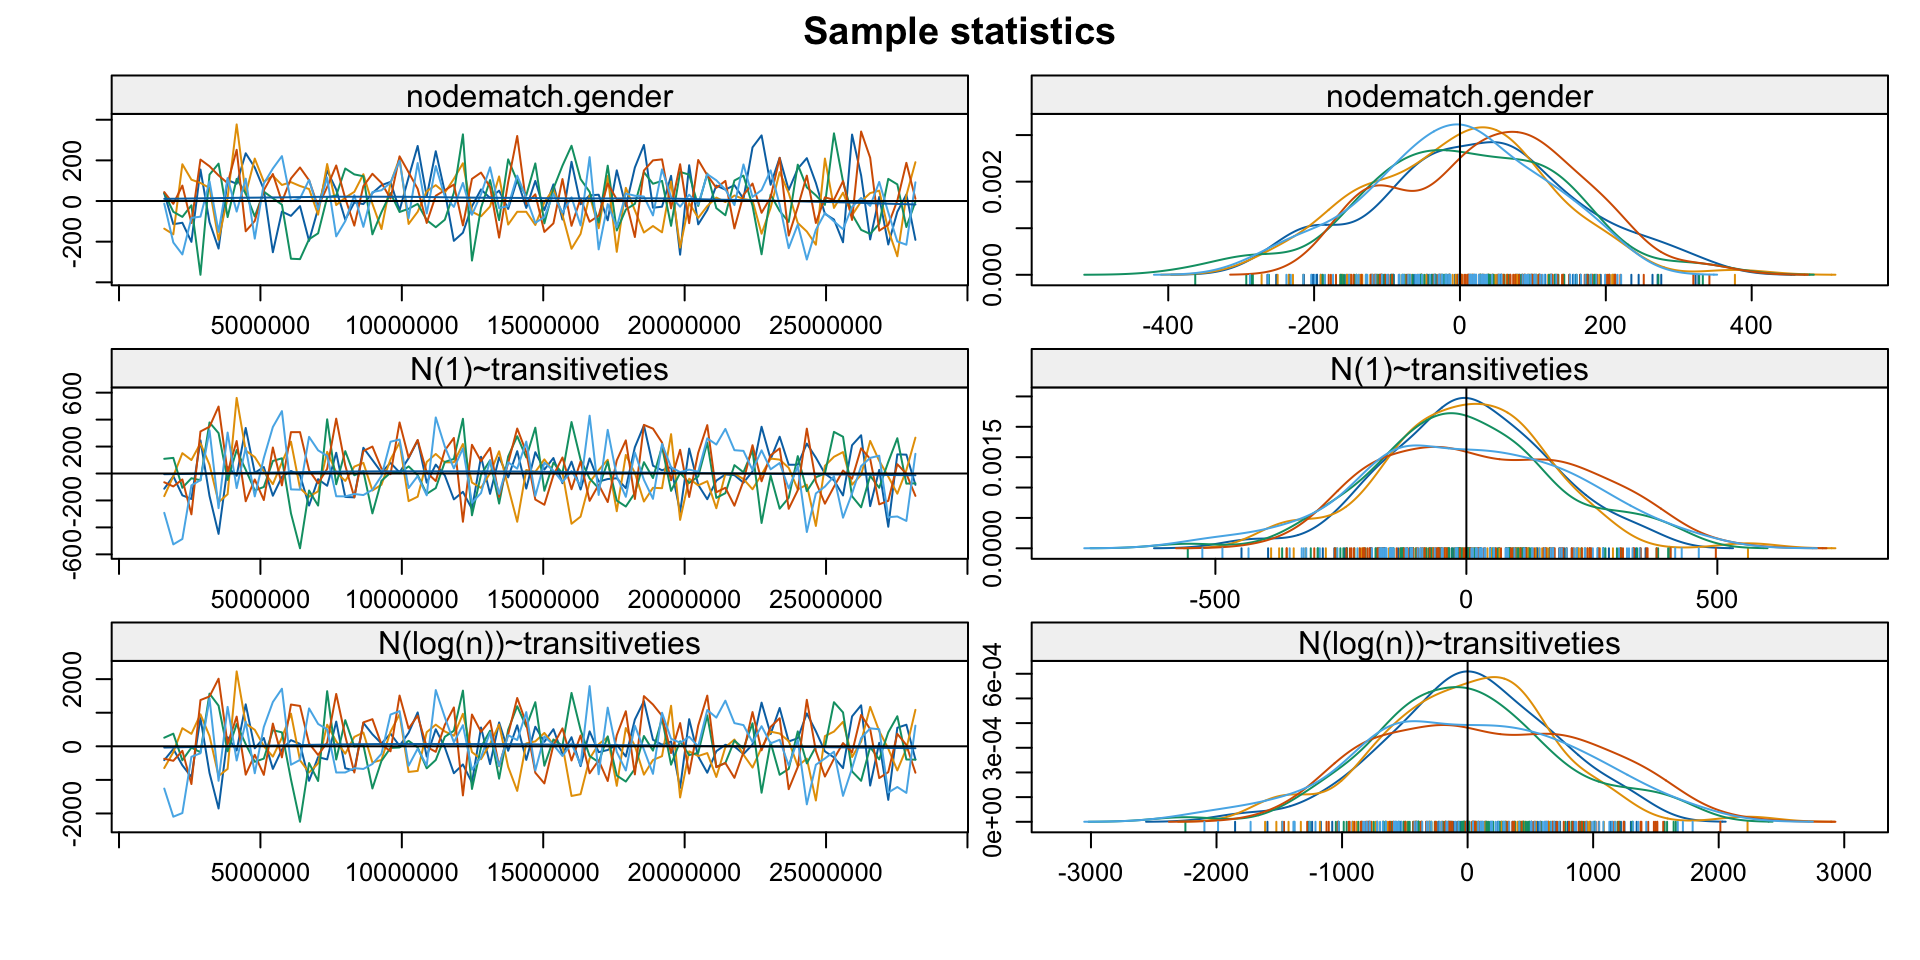 Sample statistics
nodematch.gender
nodematch.gender
-200 0 200
0.000 0.002
5000000 10000000 15000000 20000000 25000000
-400 -200 0 200 400
N(1)~transitiveties
N(1)~transitiveties
-600 -200 200 600
0.0000 0.0015
5000000 10000000 15000000 20000000 25000000
-500 0 500
N(log(n))~transitiveties
N(log(n))~transitiveties
-2000 0 2000
0e+00 3e-04 6e-04
5000000 10000000 15000000 20000000 25000000
-3000 -2000 -1000 0 1000 2000 3000